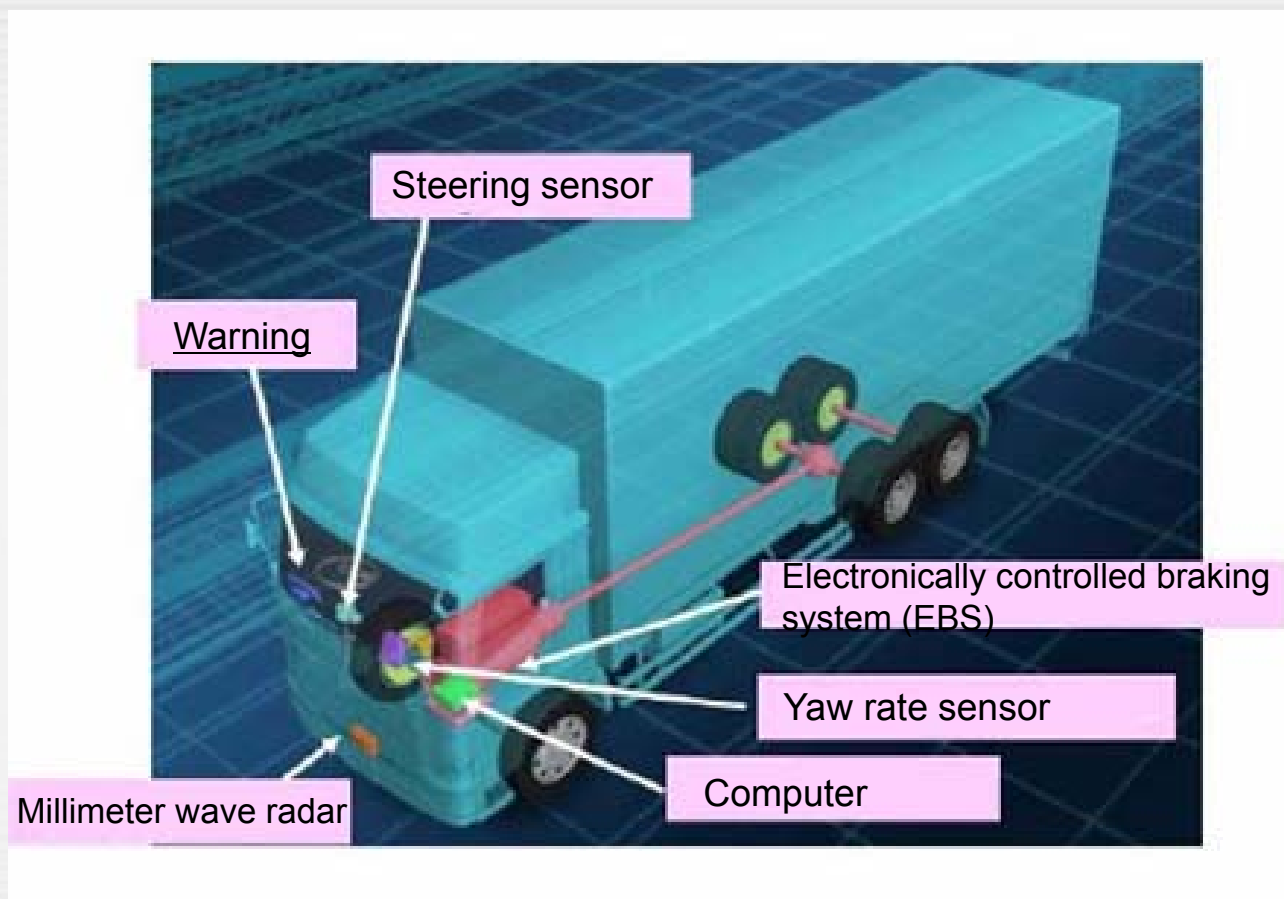 Steering sensor
Warning
Electronically controlled braking
system (EBS)
Yaw rate sensor
Computer
Millimeter wave radar